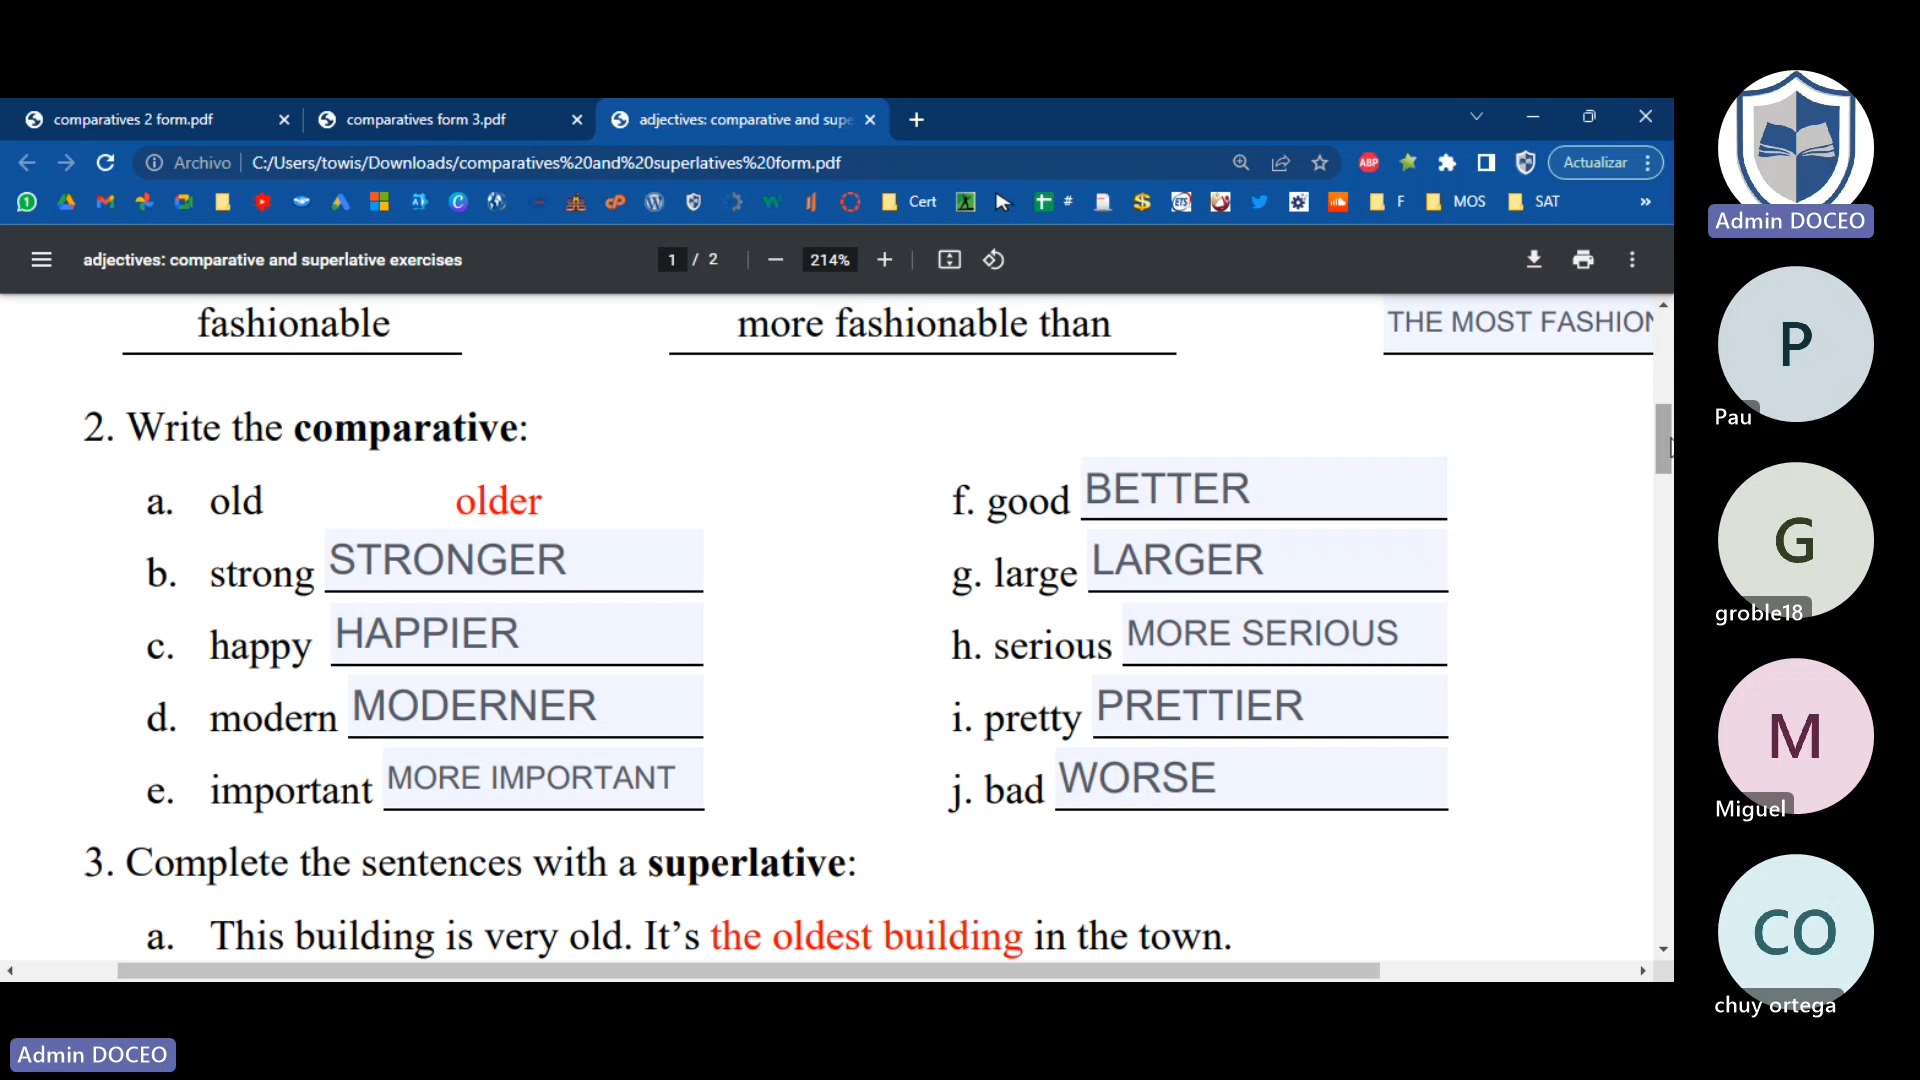 comparatives 2 form.pdf
comparatives form 3.pdf
adjectives: comparative and supe
Archivo
C:/Users/towis/Downloads/comparatives%20and%20superlatives%20form.pdf
ABP
Actualizar
Cert
#
F
MOS
SAT
»
adjectives: comparative and superlative exercises
1 / 2
214%
fashionable
more fashionable than
THE MOST FASHION
2. Write the comparative:
a. old older
f. good BETTER
b. strong STRONGER
g. large LARGER
c. happy HAPPIER
h. serious MORE SERIOUS
d. modern MODERNER
i. pretty PRETTIER
e. important MORE IMPORTANT
j. bad WORSE
3. Complete the sentences with a superlative:
a. This building is very old. It's the oldest building in the town.
Admin DOCEO
P
Pau
G
groble18
M
Miguel
CO
chuy ortega
Admin DOCEO